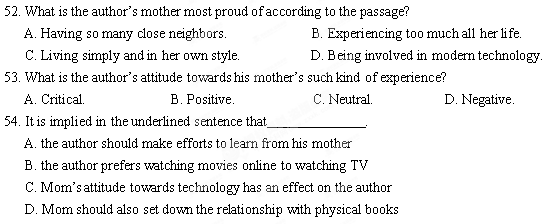 52. What is the author's mother most proud of according to the passage?
A. Having so many close neighbors. B. Experiencing too much all her life.
C. Living simply and in her own style. D. Being involved in modern technology.
53. What is the author's attitude towards his mother's such kind of experience?
A. Critical. B. Positive. C. Neutral. D. Negative.
54. It is implied in the underlined sentence that______________.
A. the author should make efforts to learn from his mother
B. the author prefers watching movies online to watching TV
C. Mom's attitude towards technology has an effect on the author
D. Mom should also set down the relationship with physical books